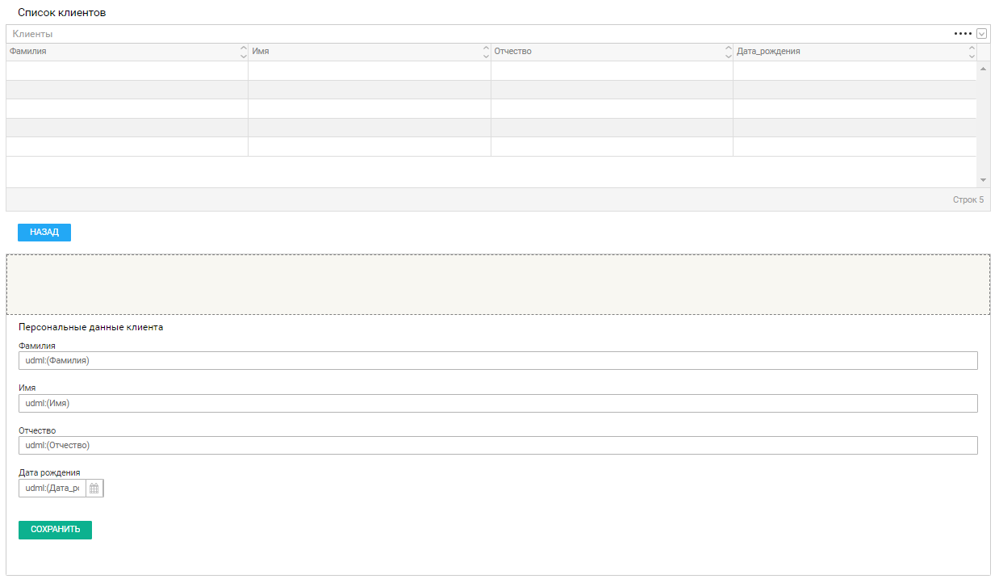 Список клиентов
Клиенты
Фамилия Имя Отчество Дата_рождения
Строк 5
НАЗАД
Персональные данные клиента
Фамилия
udml:(Фамилия)
Имя
udml:(Имя)
Отчество
udml:(Отчество)
Дата рождения
udml:(Дата_р
СОХРАНИТЬ